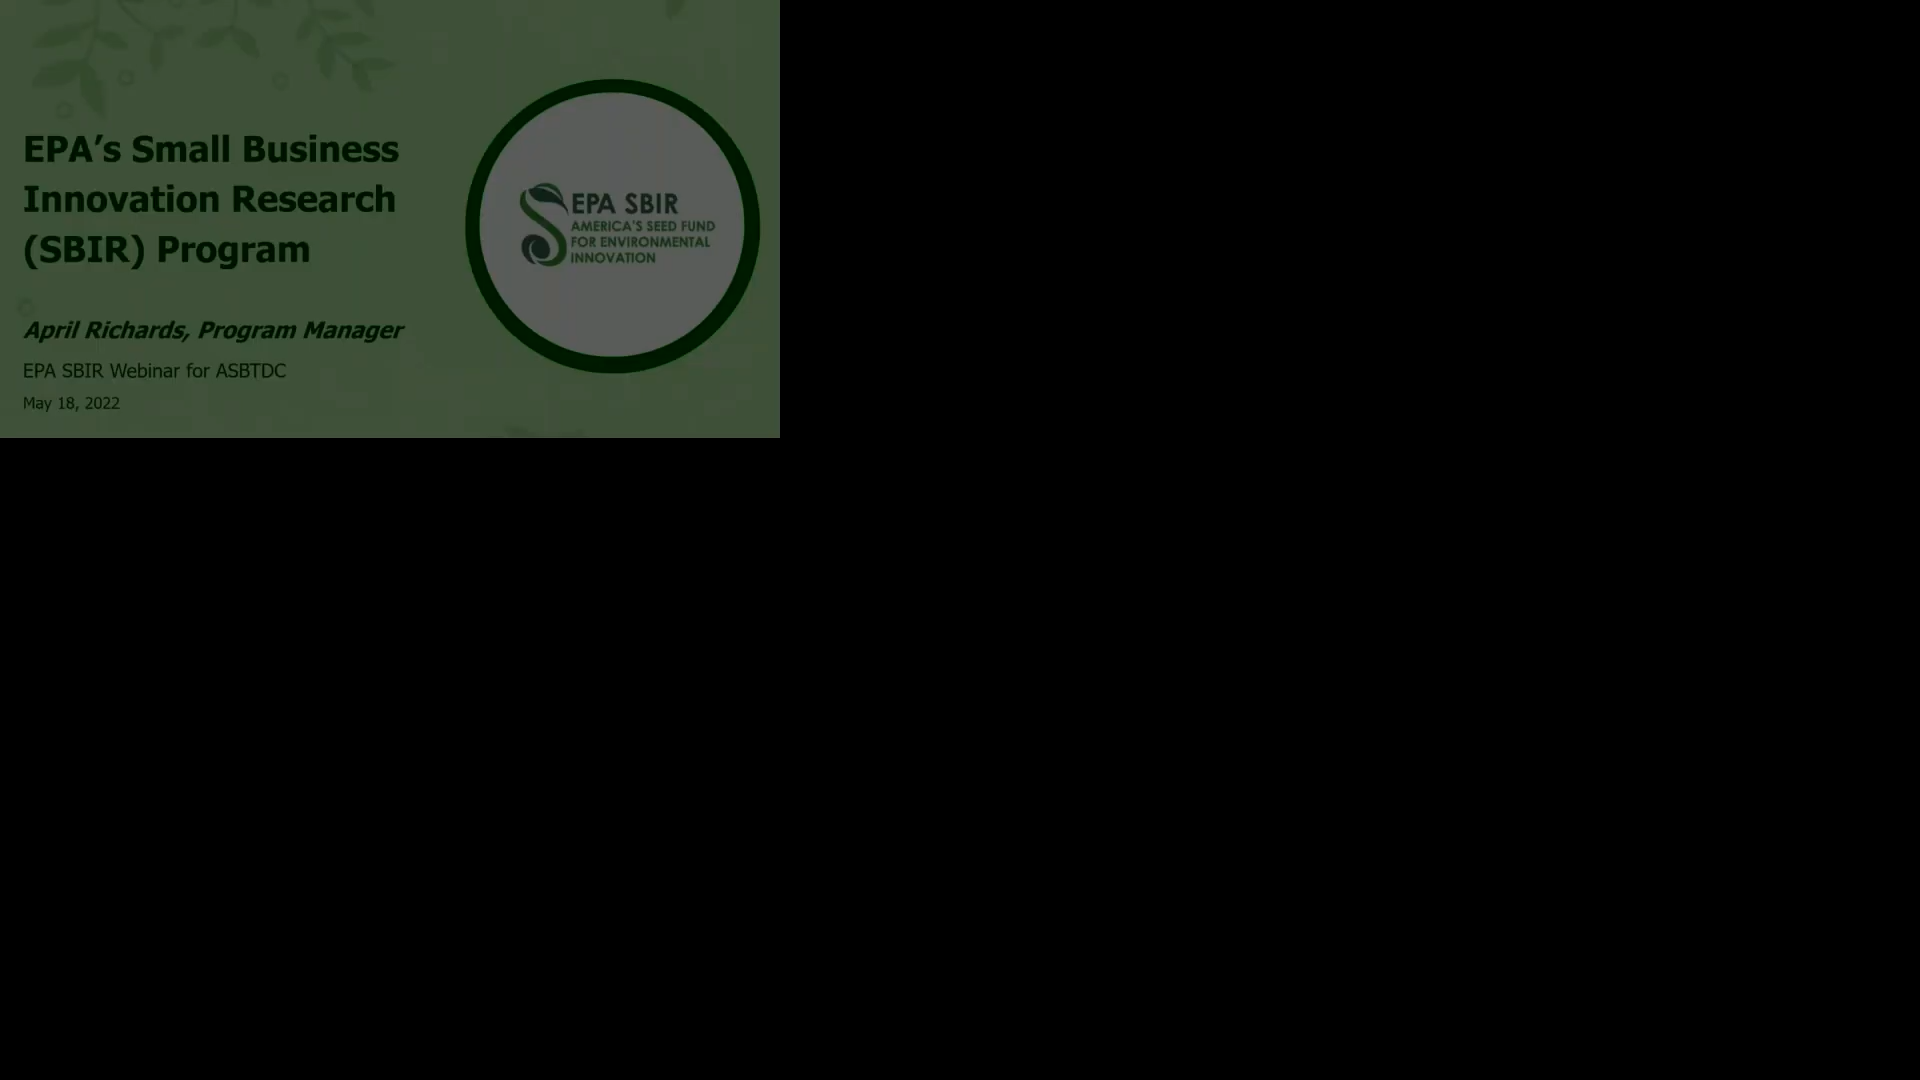 EPA’s Small Business
Innovation Research
(SBIR) Program
April Richards, Program Manager
EPA SBIR Webinar for ASBTDC
May 18, 2022
EPA SBIR
AMERICA'S SEED FUND
FOR ENVIRONMENTAL
INNOVATION